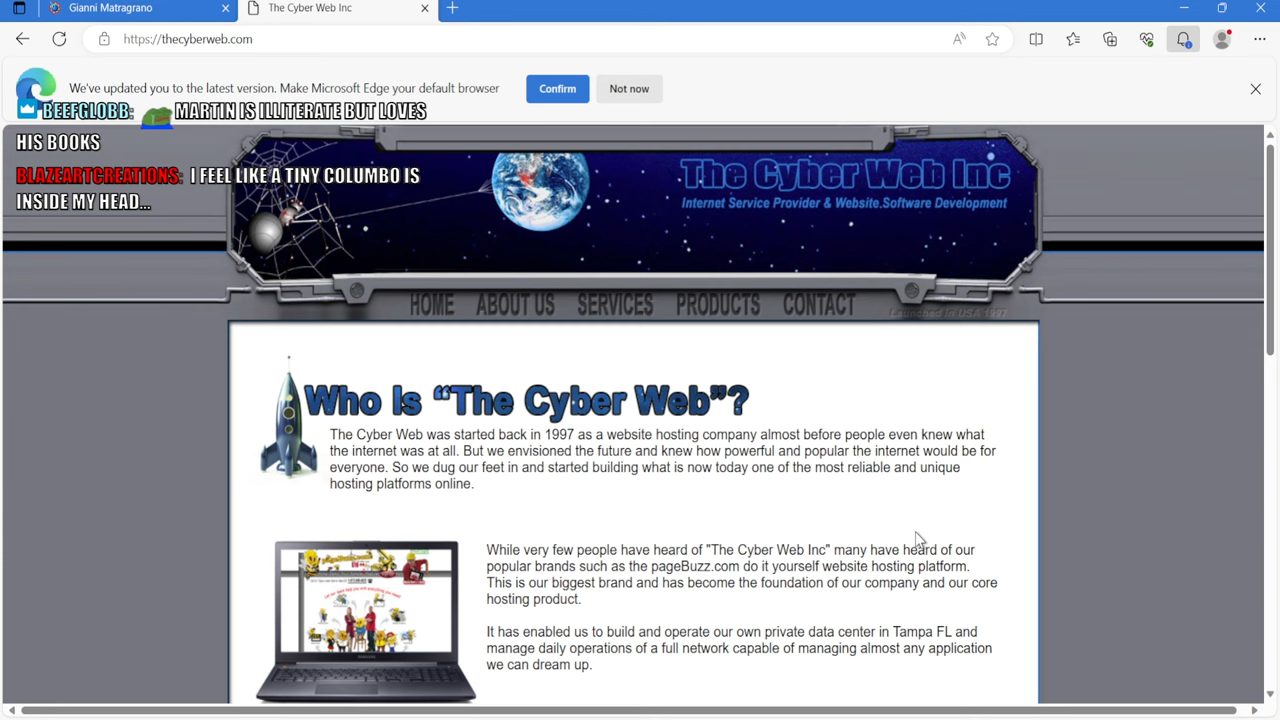 Gianni Matragrano
The Cyber Web Inc
https://thecyberweb.com
We've updated you to the latest version. Make Microsoft Edge your default browser
Confirm
Not now
BEEFGLOBB: MARTIN IS ILLITERATE BUT LOVES
HIS BOOKS
BLAZEARTCREATIONS: I FEEL LIKE A TINY COLUMBO IS
INSIDE MY HEAD...
The Cyber Web Inc
Internet Service Provider & Website.Software Development
HOME ABOUT US SERVICES PRODUCTS CONTACT
Launched in USA 1997
Who Is “The Cyber Web”?
The Cyber Web was started back in 1997 as a website hosting company almost before people even knew what
the internet was at all. But we envisioned the future and knew how powerful and popular the internet would be for
everyone. So we dug our feet in and started building what is now today one of the most reliable and unique
hosting platforms online.
While very few people have heard of "The Cyber Web Inc" many have heard of our
popular brands such as the pageBuzz.com do it yourself website hosting platform.
This is our biggest brand and has become the foundation of our company and our core
hosting product.
It has enabled us to build and operate our own private data center in Tampa FL and
manage daily operations of a full network capable of managing almost any application
we can dream up.